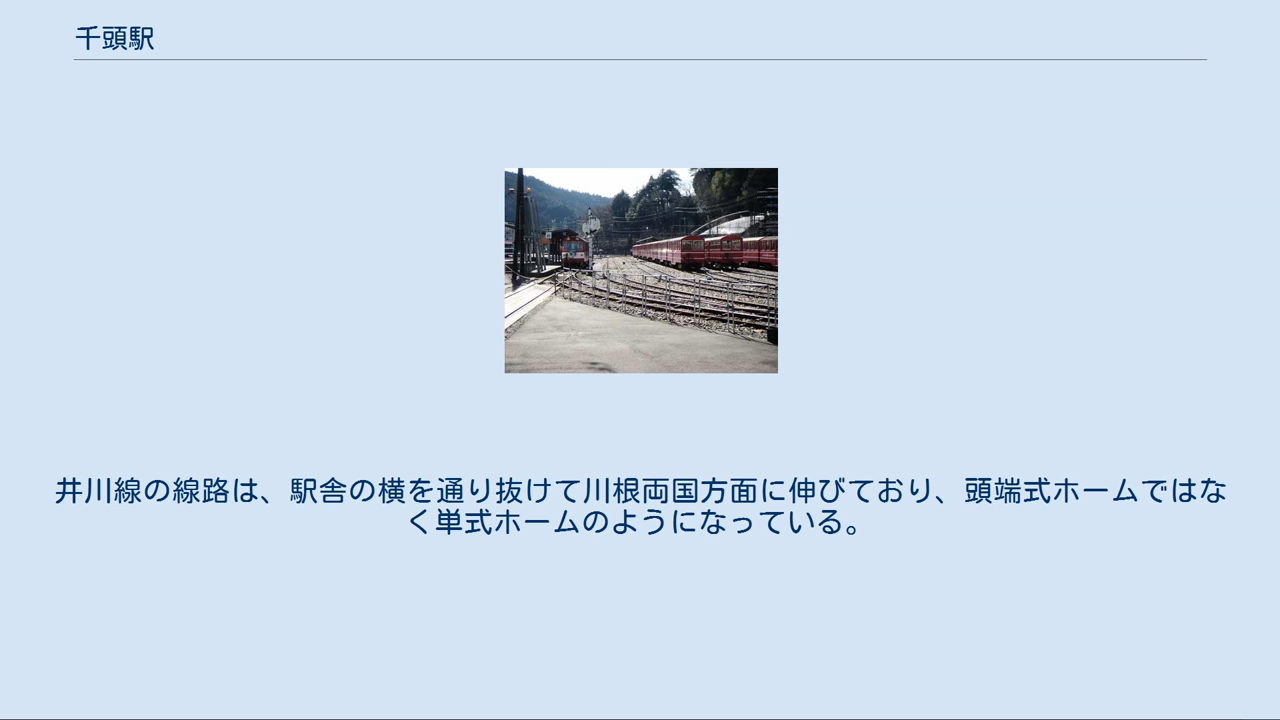 千頭駅
井川線の線路は、駅舎の横を通り抜けて川根両国方面に伸びており、頭端式ホームではな
く単式ホームのようになっている。